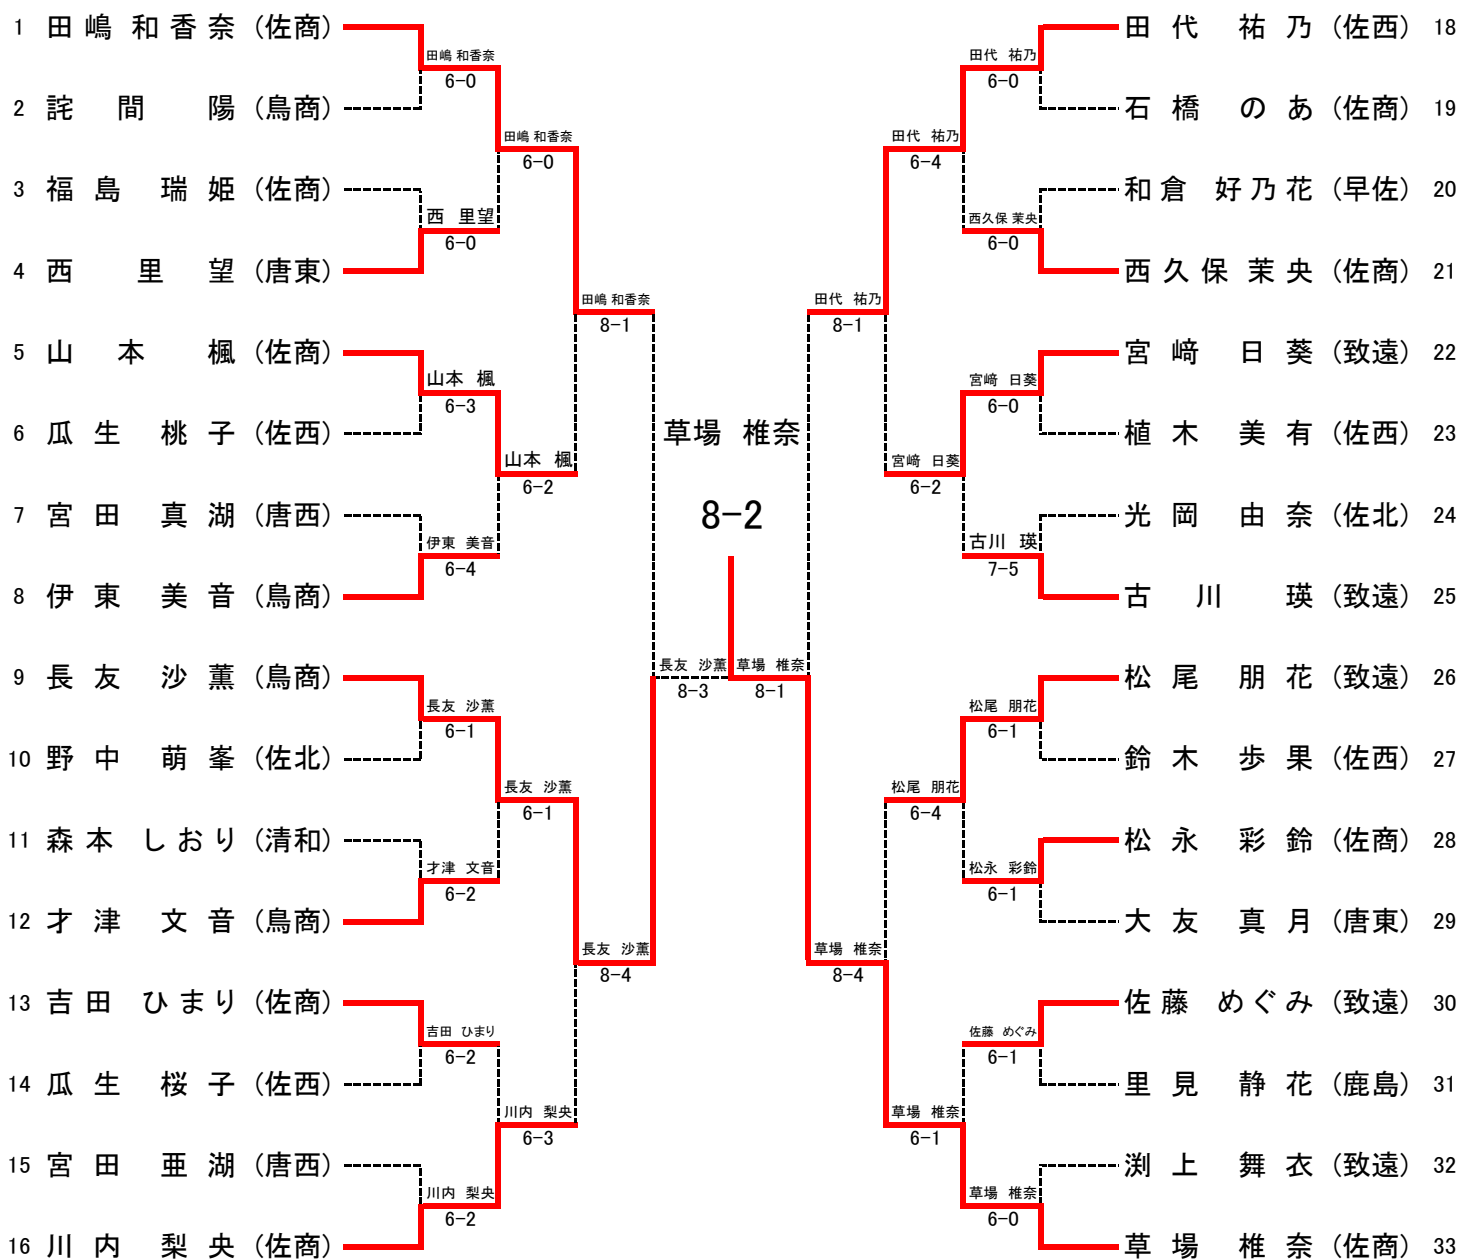 1 田嶋 和香奈 (佐商)
2 詫間 陽 (鳥商)
3 福島 瑞姫 (佐商)
4 西 里望 (唐東)
5 山本 楓 (佐商)
6 瓜生 桃子 (佐西)
7 宮田 真湖 (唐西)
8 伊東 美音 (鳥商)
9 長友 沙薫 (鳥商)
10 野中 萌峯 (佐北)
11 森本 しおり (清和)
12 才津 文音 (鳥商)
13 吉田 ひまり (佐商)
14 瓜生 桜子 (佐西)
15 宮田 亜湖 (唐西)
16 川内 梨央 (佐商)
田嶋 和香奈
6-0
西 里望
6-0
山本 楓
6-3
伊東 美音
6-4
長友 沙薫
6-1
才津 文音
6-2
吉田 ひまり
6-2
川内 梨央
6-2
田嶋 和香奈
6-0
山本 楓
6-2
長友 沙薫
6-1
川内 梨央
6-3
田嶋 和香奈
8-1
長友 沙薫
8-4
長友 沙薫
8-3
草場 椎奈
8-2
草場 椎奈
8-1
田代 祐乃
8-1
草場 椎奈
8-4
田代 祐乃
6-4
宮﨑 日葵
6-2
松尾 朋花
6-4
草場 椎奈
6-1
田代 祐乃
6-0
西久保 茉央
6-0
宮﨑 日葵
6-0
古川 瑛
7-5
松尾 朋花
6-1
松永 彩鈴
6-1
佐藤 めぐみ
6-1
草場 椎奈
6-0
田代 祐乃 (佐西) 18
石橋 のあ (佐商) 19
和倉 好乃花 (早佐) 20
西久保 茉央 (佐商) 21
宮﨑 日葵 (致遠) 22
植木 美有 (佐西) 23
光岡 由奈 (佐北) 24
古川 瑛 (致遠) 25
松尾 朋花 (致遠) 26
鈴木 歩果 (佐西) 27
松永 彩鈴 (佐商) 28
大友 真月 (唐東) 29
佐藤 めぐみ (致遠) 30
里見 静花 (鹿島) 31
渕上 舞衣 (致遠) 32
草場 椎奈 (佐商) 33